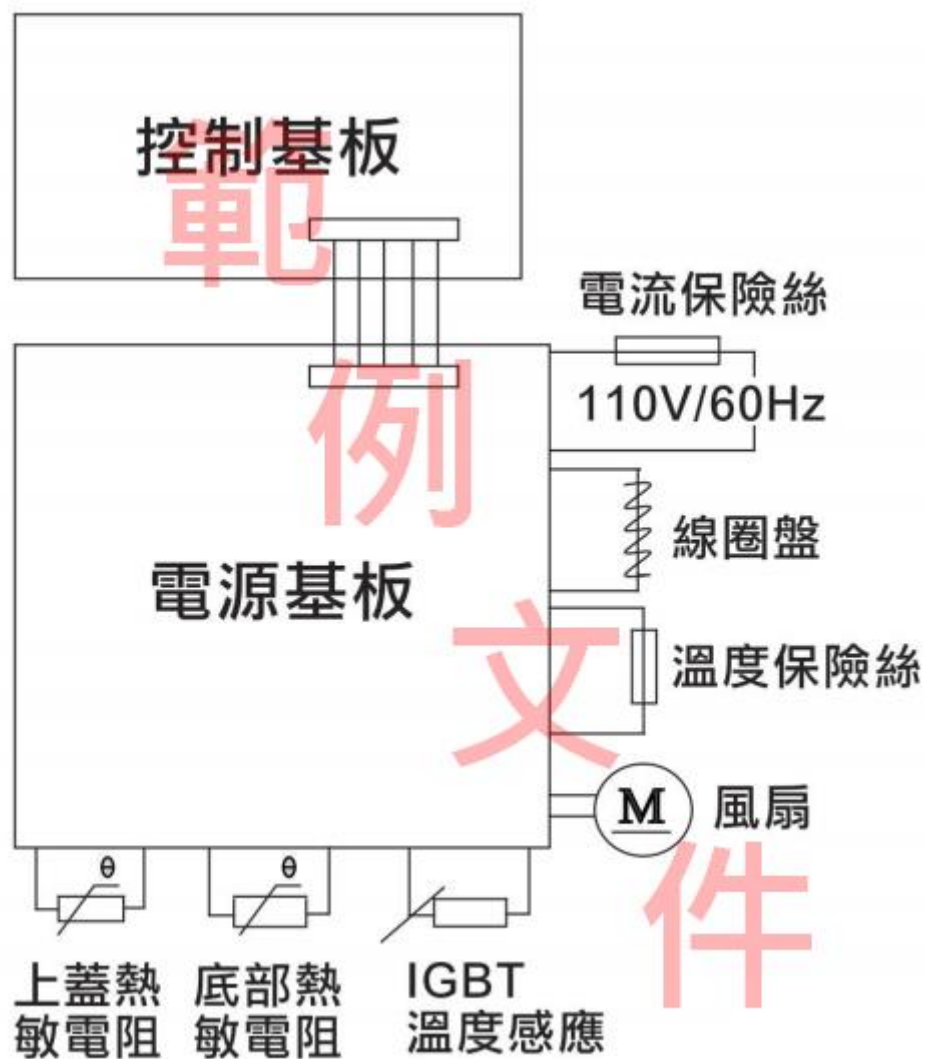 控制基板
電流保險絲
110V/60Hz
線圈盤
電源基板
溫度保險絲
M
風扇
θ
θ
上蓋熱
敏電阻
底部熱
敏電阻
IGBT
溫度感應
範
例
文
件